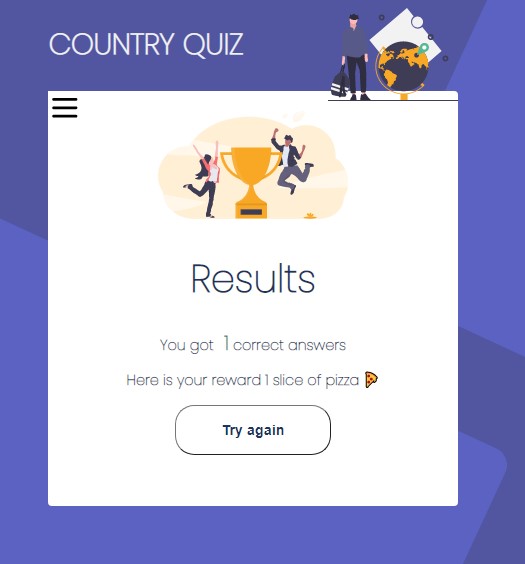 COUNTRY QUIZ
Results
You got 1 correct answers
Here is your reward 1 slice of pizza 🍕
Try again